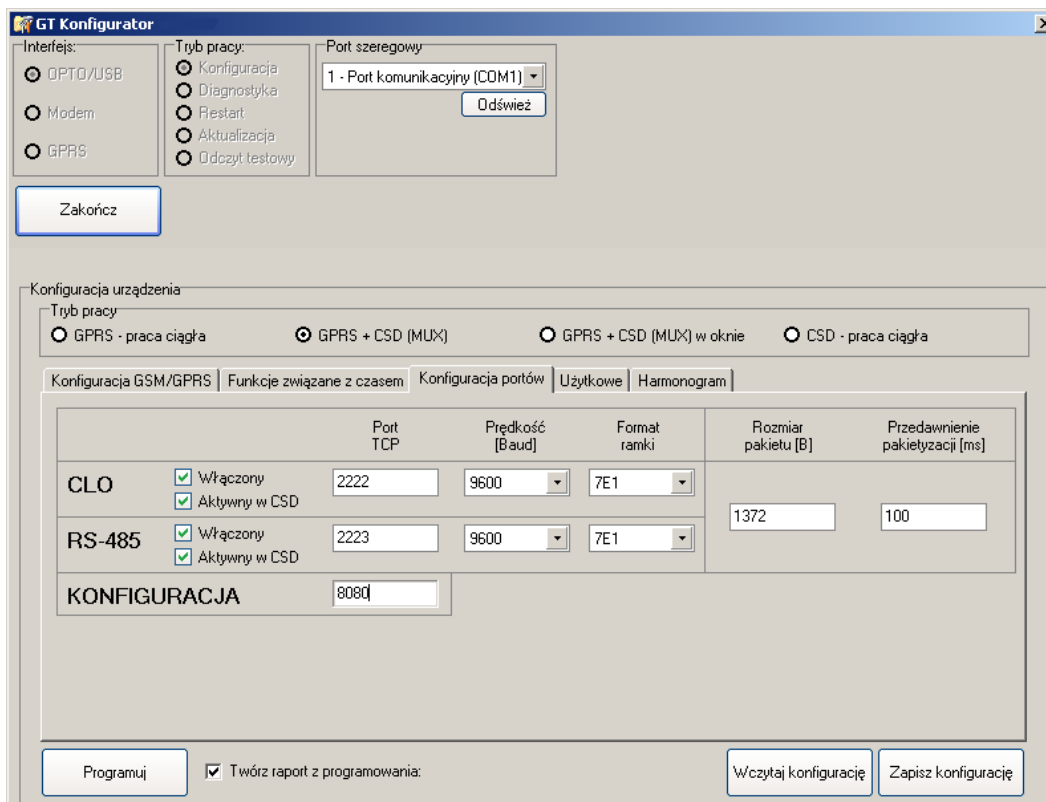 GT Konfigurator
Interfejs:
OPTO/USB
Modem
GPRS
Tryb pracy:
Konfiguracja
Diagnostyka
Restart
Aktualizacja
Odczyt testowy
Port szeregowy
1 - Port komunikacyjny (COM1)
Odśwież
Zakończ
Konfiguracja urządzenia
Tryb pracy
GPRS - praca ciągła
GPRS + CSD (MUX)
GPRS + CSD (MUX) w oknie
CSD - praca ciągła
Konfiguracja GSM/GPRS
Funkcje związane z czasem
Konfiguracja portów
Użytkowe
Harmonogram
Port
TCP
Prędkość
[Baud]
Format
ramki
Rozmiar
pakietu [B]
Przedawnienie
pakietyzacji [ms]
CLO
Włączony
Aktywny w CSD
2222
9600
7E1
RS-485
Włączony
Aktywny w CSD
2223
9600
7E1
1372
100
KONFIGURACJA
8080
Programuj
Twórz raport z programowania:
Wczytaj konfigurację
Zapisz konfigurację